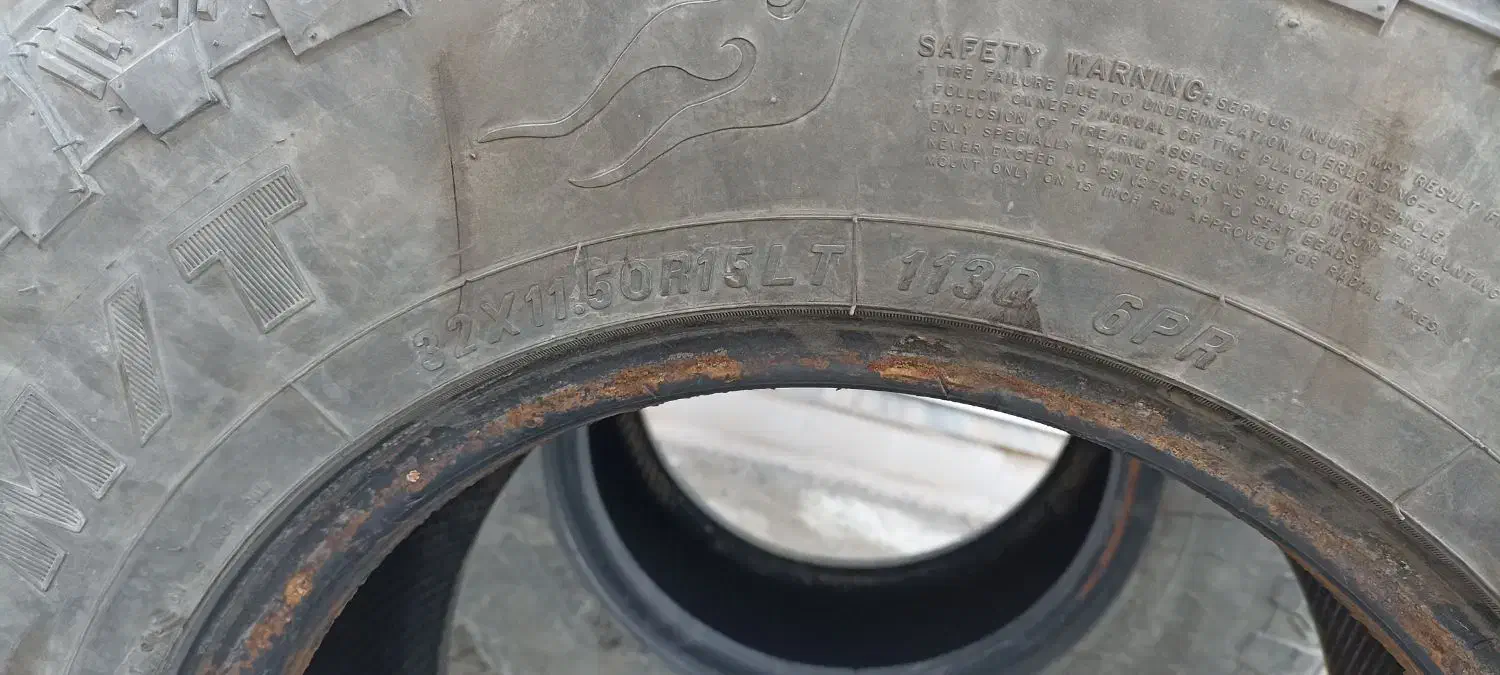 SAFETY WARNING: SERIOUS INJURY MAY RESULT
TIRE FAILURE DUE TO UNDERINFLATION/OVERLOADING--
FOLLOW OWNER'S MANUAL OR TIRE PLACARD IN VEHICLE.
EXPLOSION OF TIRE/RIM ASSEMBLY DUE TO IMPROPER MOUNTING
ONLY SPECIALLY TRAINED PERSONS SHOULD MOUNT TIRES.
NEVER EXCEED 40 PSI (275KPC) TO SEAT BEADS.
MOUNT ONLY ON 15 INCH RIM APPROVED FOR RADIAL TIRES.
M/T
32X11.50R15LT 113Q 6PR